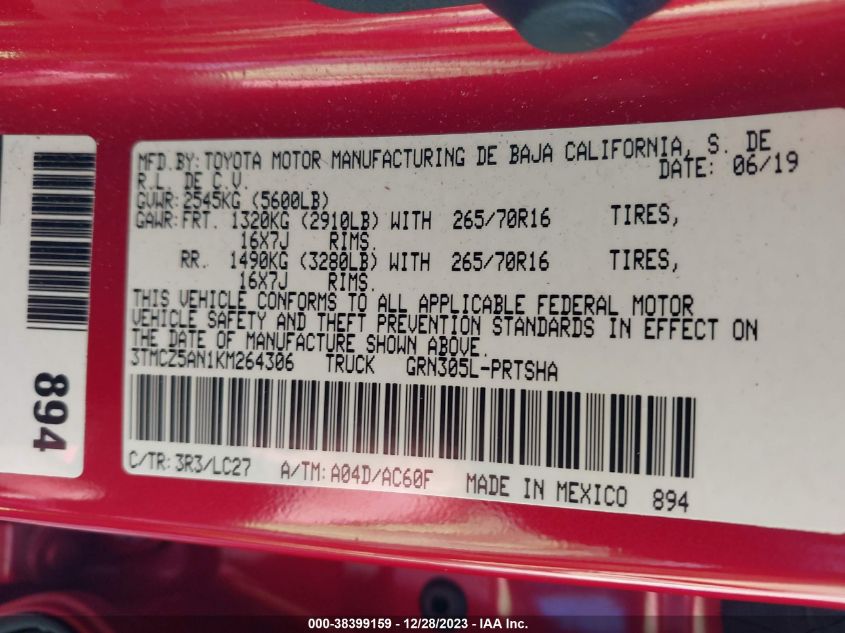 MFD.BY: TOYOTA MOTOR MANUFACTURING DE BAJA CALIFORNIA, S. DE
R.L. DE C.V. DATE: 06/19
GVWR: 2545KG (5600LB)
GAWR: FRT. 1320KG (2910LB) WITH 265/70R16 TIRES,
16X7J RIMS.
RR. 1490KG (3280LB) WITH 265/70R16 TIRES,
16X7J RIMS.
THIS VEHICLE CONFORMS TO ALL APPLICABLE FEDERAL MOTOR
VEHICLE SAFETY AND THEFT PREVENTION STANDARDS IN EFFECT ON
THE DATE OF MANUFACTURE SHOWN ABOVE.
3TMCZ5AN1KM264306 TRUCK GRN305L-PRTSHA
C/TR: 3R3/LC27 A/TM: A04D/AC60F MADE IN MEXICO 894
894
000-38399159 - 12/28/2023 - IAA Inc.